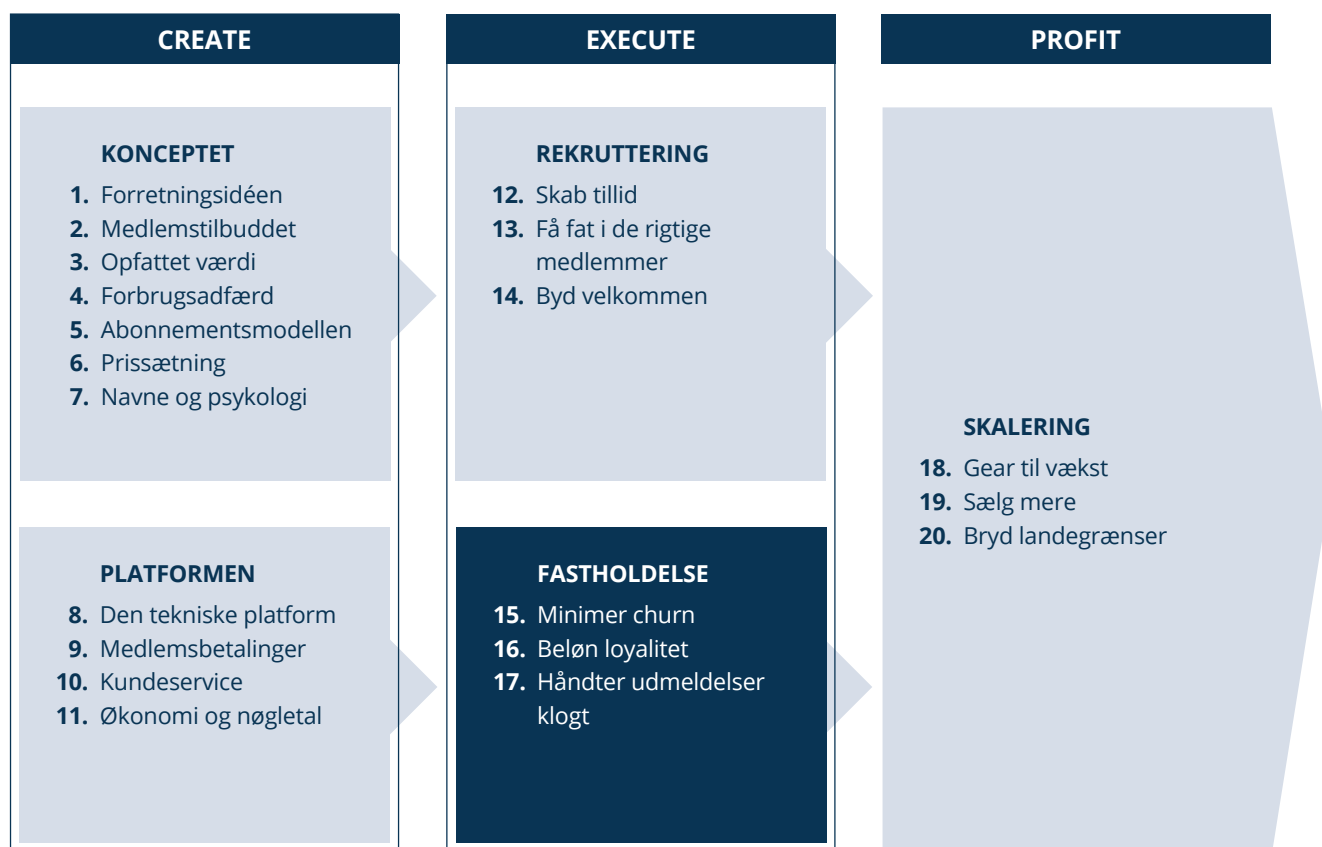 CREATE
KONCEPTET
1. Forretningsidéen
2. Medlemstilbuddet
3. Opfattet værdi
4. Forbrugsadfærd
5. Abonnementsmodellen
6. Prissætning
7. Navne og psykologi
PLATFORMEN
8. Den tekniske platform
9. Medlemsbetalinger
10. Kundeservice
11. Økonomi og nøgletal
EXECUTE
REKRUTTERING
12. Skab tillid
13. Få fat i de rigtige
medlemmer
14. Byd velkommen
FASTHOLDELSE
15. Minimer churn
16. Beløn loyalitet
17. Håndter udmeldelser
klogt
PROFIT
SKALERING
18. Gear til vækst
19. Sælg mere
20. Bryd landegrænser